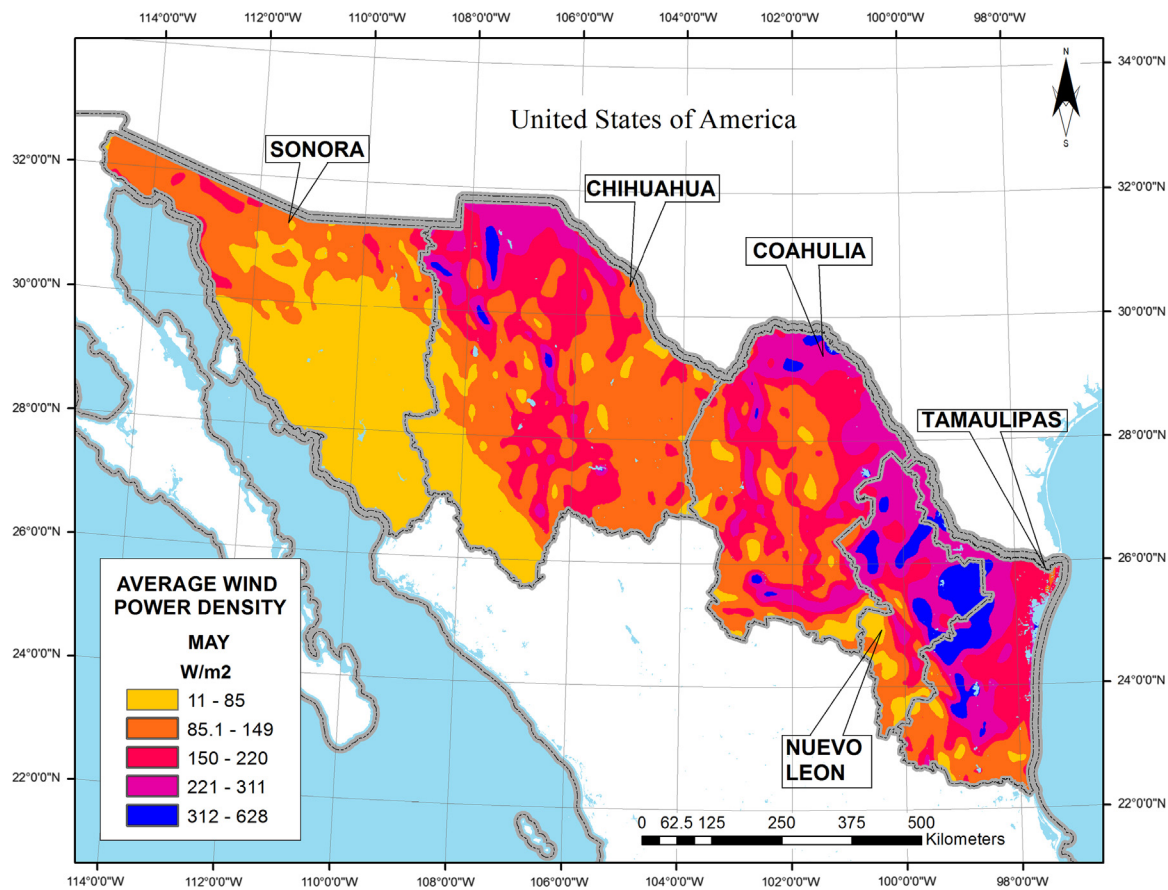 114°0'0"W 112°0'0"W 110°0'0"W 108°0'0"W 106°0'0"W 104°0'0"W 102°0'0"W 100°0'0"W 98°0'0"W
34°0'0"N
N
S
United States of America
32°0'0"N
32°0'0"N
SONORA
CHIHUAHUA
COAHULIA
30°0'0"N
30°0'0"N
28°0'0"N
28°0'0"N
TAMAULIPAS
26°0'0"N
26°0'0"N
24°0'0"N
24°0'0"N
22°0'0"N
22°0'0"N
NUEVO
LEON
AVERAGE WIND
POWER DENSITY
MAY
W/m2
11 - 85
85.1 - 149
150 - 220
221 - 311
312 - 628
0 62.5 125 250 375 500
Kilometers
114°0'0"W 112°0'0"W 110°0'0"W 108°0'0"W 106°0'0"W 104°0'0"W 102°0'0"W 100°0'0"W 98°0'0"W